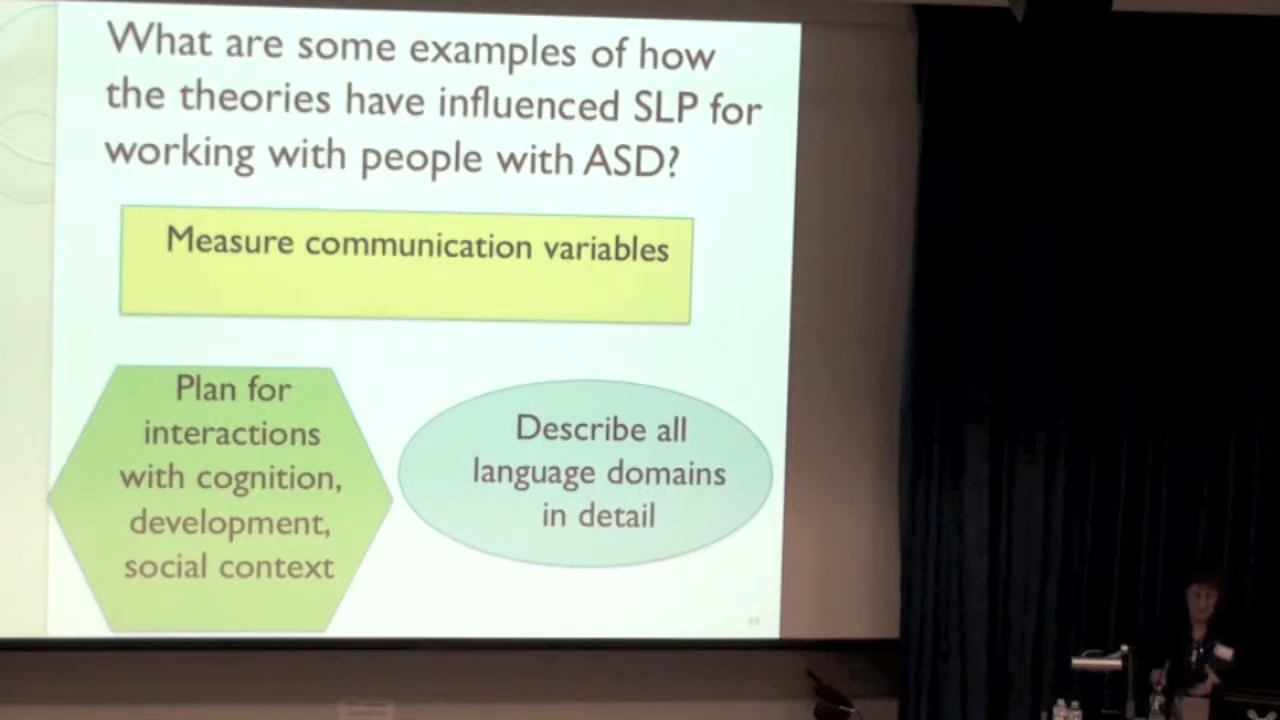 What are some examples of how
the theories have influenced SLP for
working with people with ASD?
Measure communication variables
Plan for
interactions
with cognition,
development,
social context
Describe all
language domains
in detail